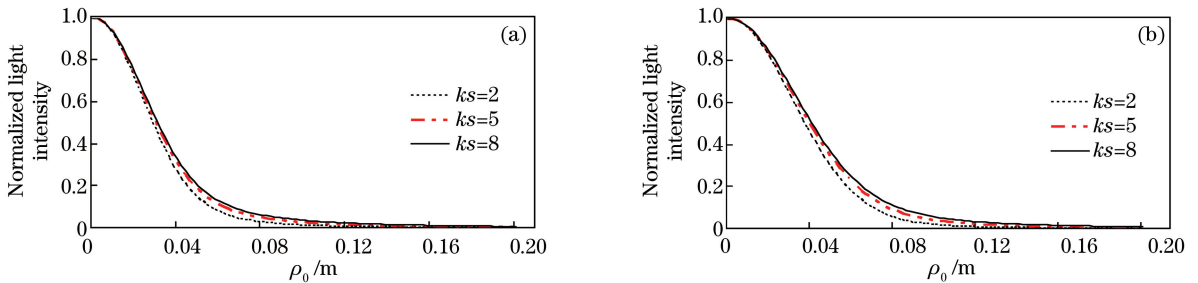 (a)
Normalized light
intensity
1.0
0.8
0.6
0.4
0.2
0
0
0.04
0.08
0.12
0.16
0.20
ρ0 /m
ks=2
ks=5
ks=8
(b)
Normalized light
intensity
1.0
0.8
0.6
0.4
0.2
0
0
0.04
0.08
0.12
0.16
0.20
ρ0 /m
ks=2
ks=5
ks=8